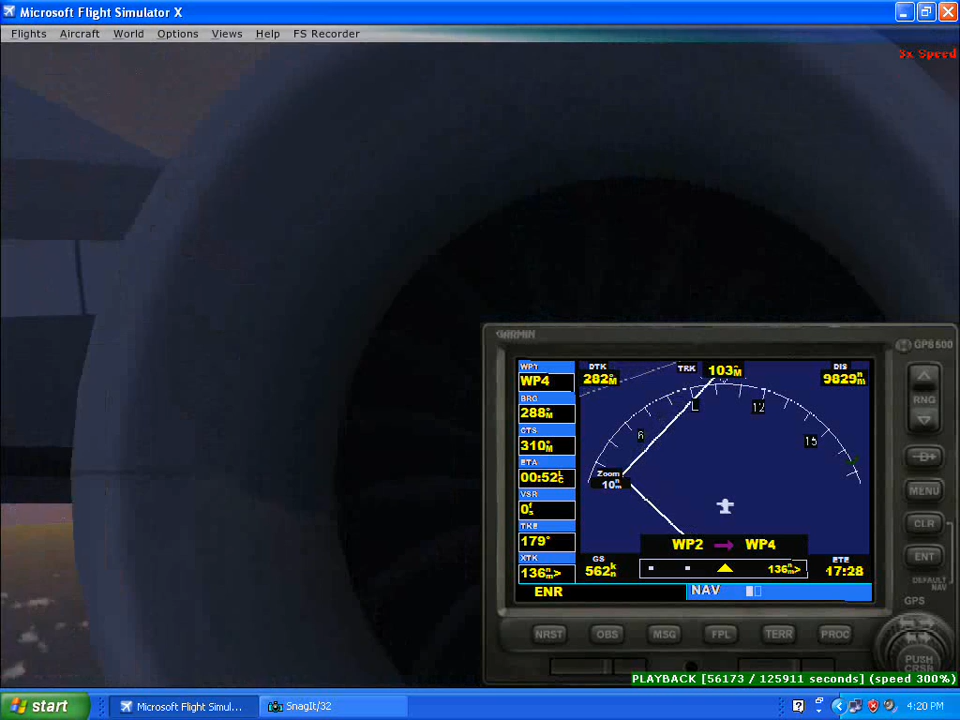 Microsoft Flight Simulator X
Flights Aircraft World Options Views Help FS Recorder
3x Speed
GARMIN
GPS 500
WPT
WP4
BRG
288°M
CTS
310°M
ETA
00:52LC
VSR
0fs
TKE
179°
XTK
136nm>
DTK
282°M
TRK
103°M
DIS
9829nm
6
12
15
Zoom
10nm
WP2 WP4
GS
562kn
136nm>
ETE
17:28
ENR
NAV
RNG
D
MENU
CLR
ENT
DEFAULT
NAV
GPS
PUSH
CRSR
NRST OBS MSG FPL TERR PROC
PLAYBACK [56173 / 125911 seconds] (speed 300%)
start
Microsoft Flight Simul...
SnagIt/32
4:20 PM